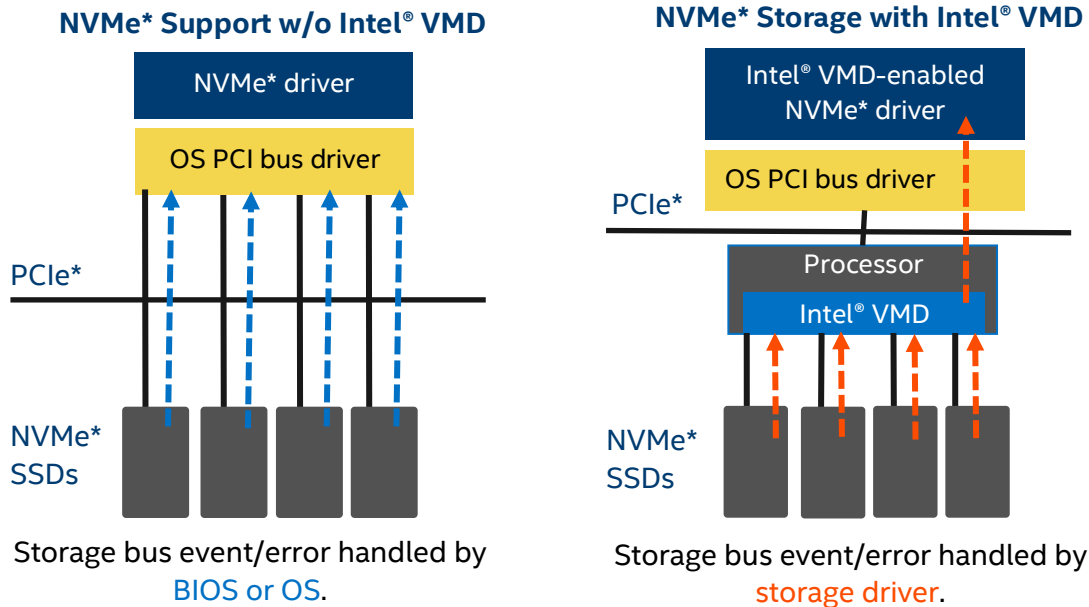 NVMe* Support w/o Intel® VMD
NVMe* driver
OS PCI bus driver
PCIe*
NVMe*
SSDs
Storage bus event/error handled by
BIOS or OS.
NVMe* Storage with Intel® VMD
Intel® VMD-enabled
NVMe* driver
OS PCI bus driver
PCIe*
Processor
Intel® VMD
NVMe*
SSDs
Storage bus event/error handled by
storage driver.